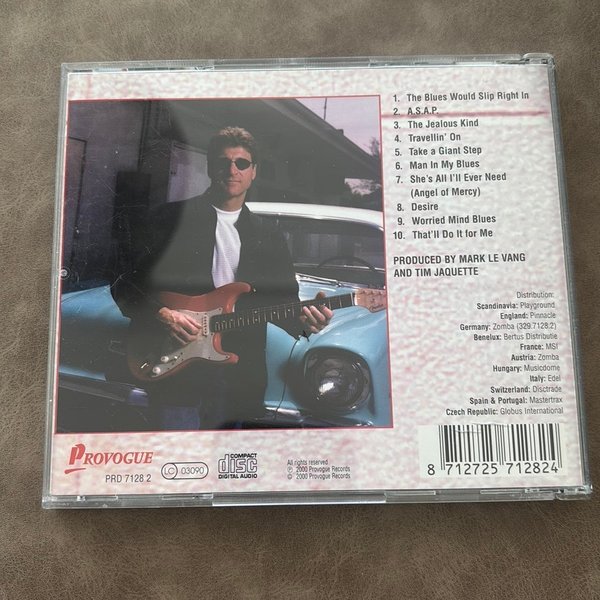 1. The Blues Would Slip Right In
2. A.S.A.P.
3. The Jealous Kind
4. Travellin' On
5. Take a Giant Step
6. Man In My Blues
7. She's All I'll Ever Need
(Angel of Mercy)
8. Desire
9. Worried Mind Blues
10. That'll Do It for Me
PRODUCED BY MARK LE VANG
AND TIM JAQUETTE
Distribution:
Scandinavia: Playground
England: Pinnacle
Germany: Zomba (329.7128.2)
Benelux: Bertus Distributie
France: MSI
Austria: Zomba
Hungary: Musicdome
Italy: Edel
Switzerland: Disctrade
Spain & Portugal: Mastertrax
Czech Republic: Globus International
PROVOGUE
PRD 7128 2
LC 03090
COMPACT
disc
DIGITAL AUDIO
All rights reserved
℗ 2000 Provogue Records
© 2000 Provogue Records
8 712725 712824